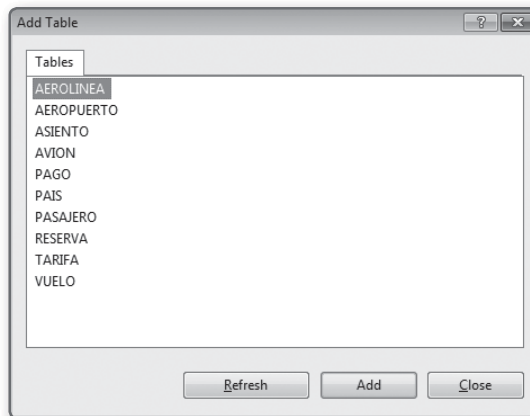 Add Table
Tables
AEROLINEA
AEROPUERTO
ASIENTO
AVION
PAGO
PAIS
PASAJERO
RESERVA
TARIFA
VUELO
Refresh Add Close